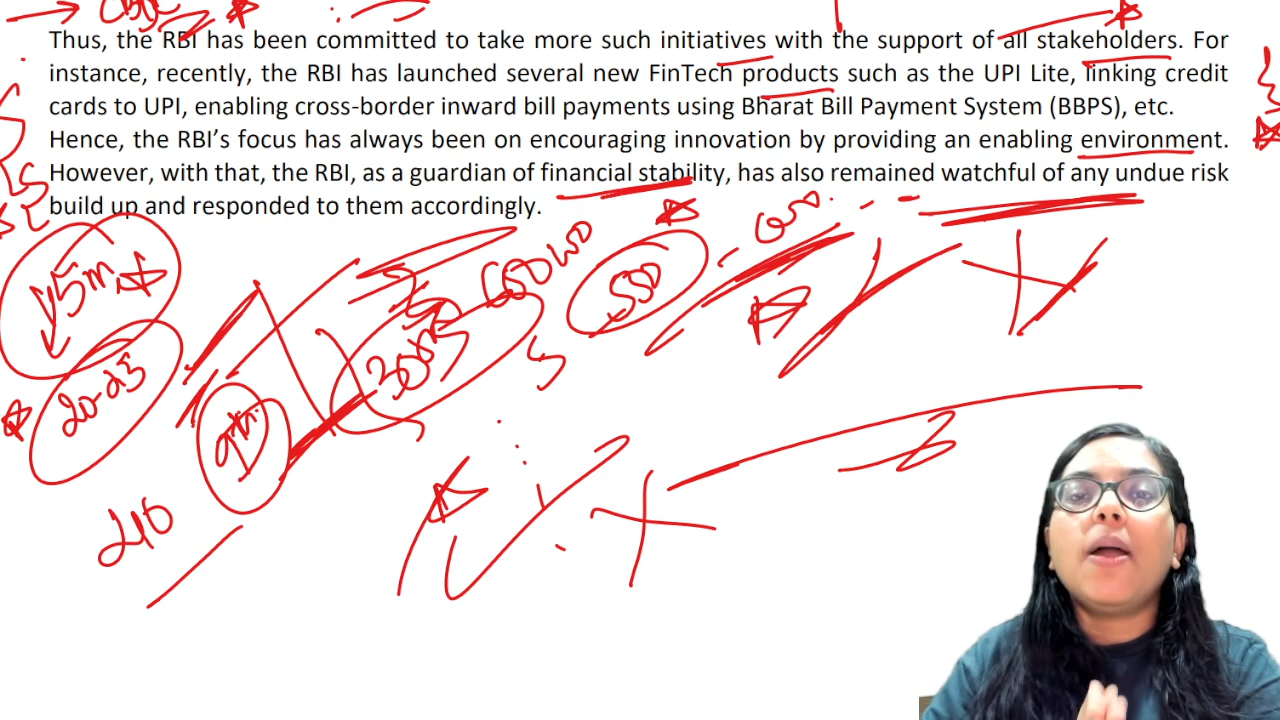 CBDC
Thus, the RBI has been committed to take more such initiatives with the support of all stakeholders. For
instance, recently, the RBI has launched several new FinTech products such as the UPI Lite, linking credit
cards to UPI, enabling cross-border inward bill payments using Bharat Bill Payment System (BBPS), etc.
Hence, the RBI’s focus has always been on encouraging innovation by providing an enabling environment.
However, with that, the RBI, as a guardian of financial stability, has also remained watchful of any undue risk
build up and responded to them accordingly.
15m
20-25
550